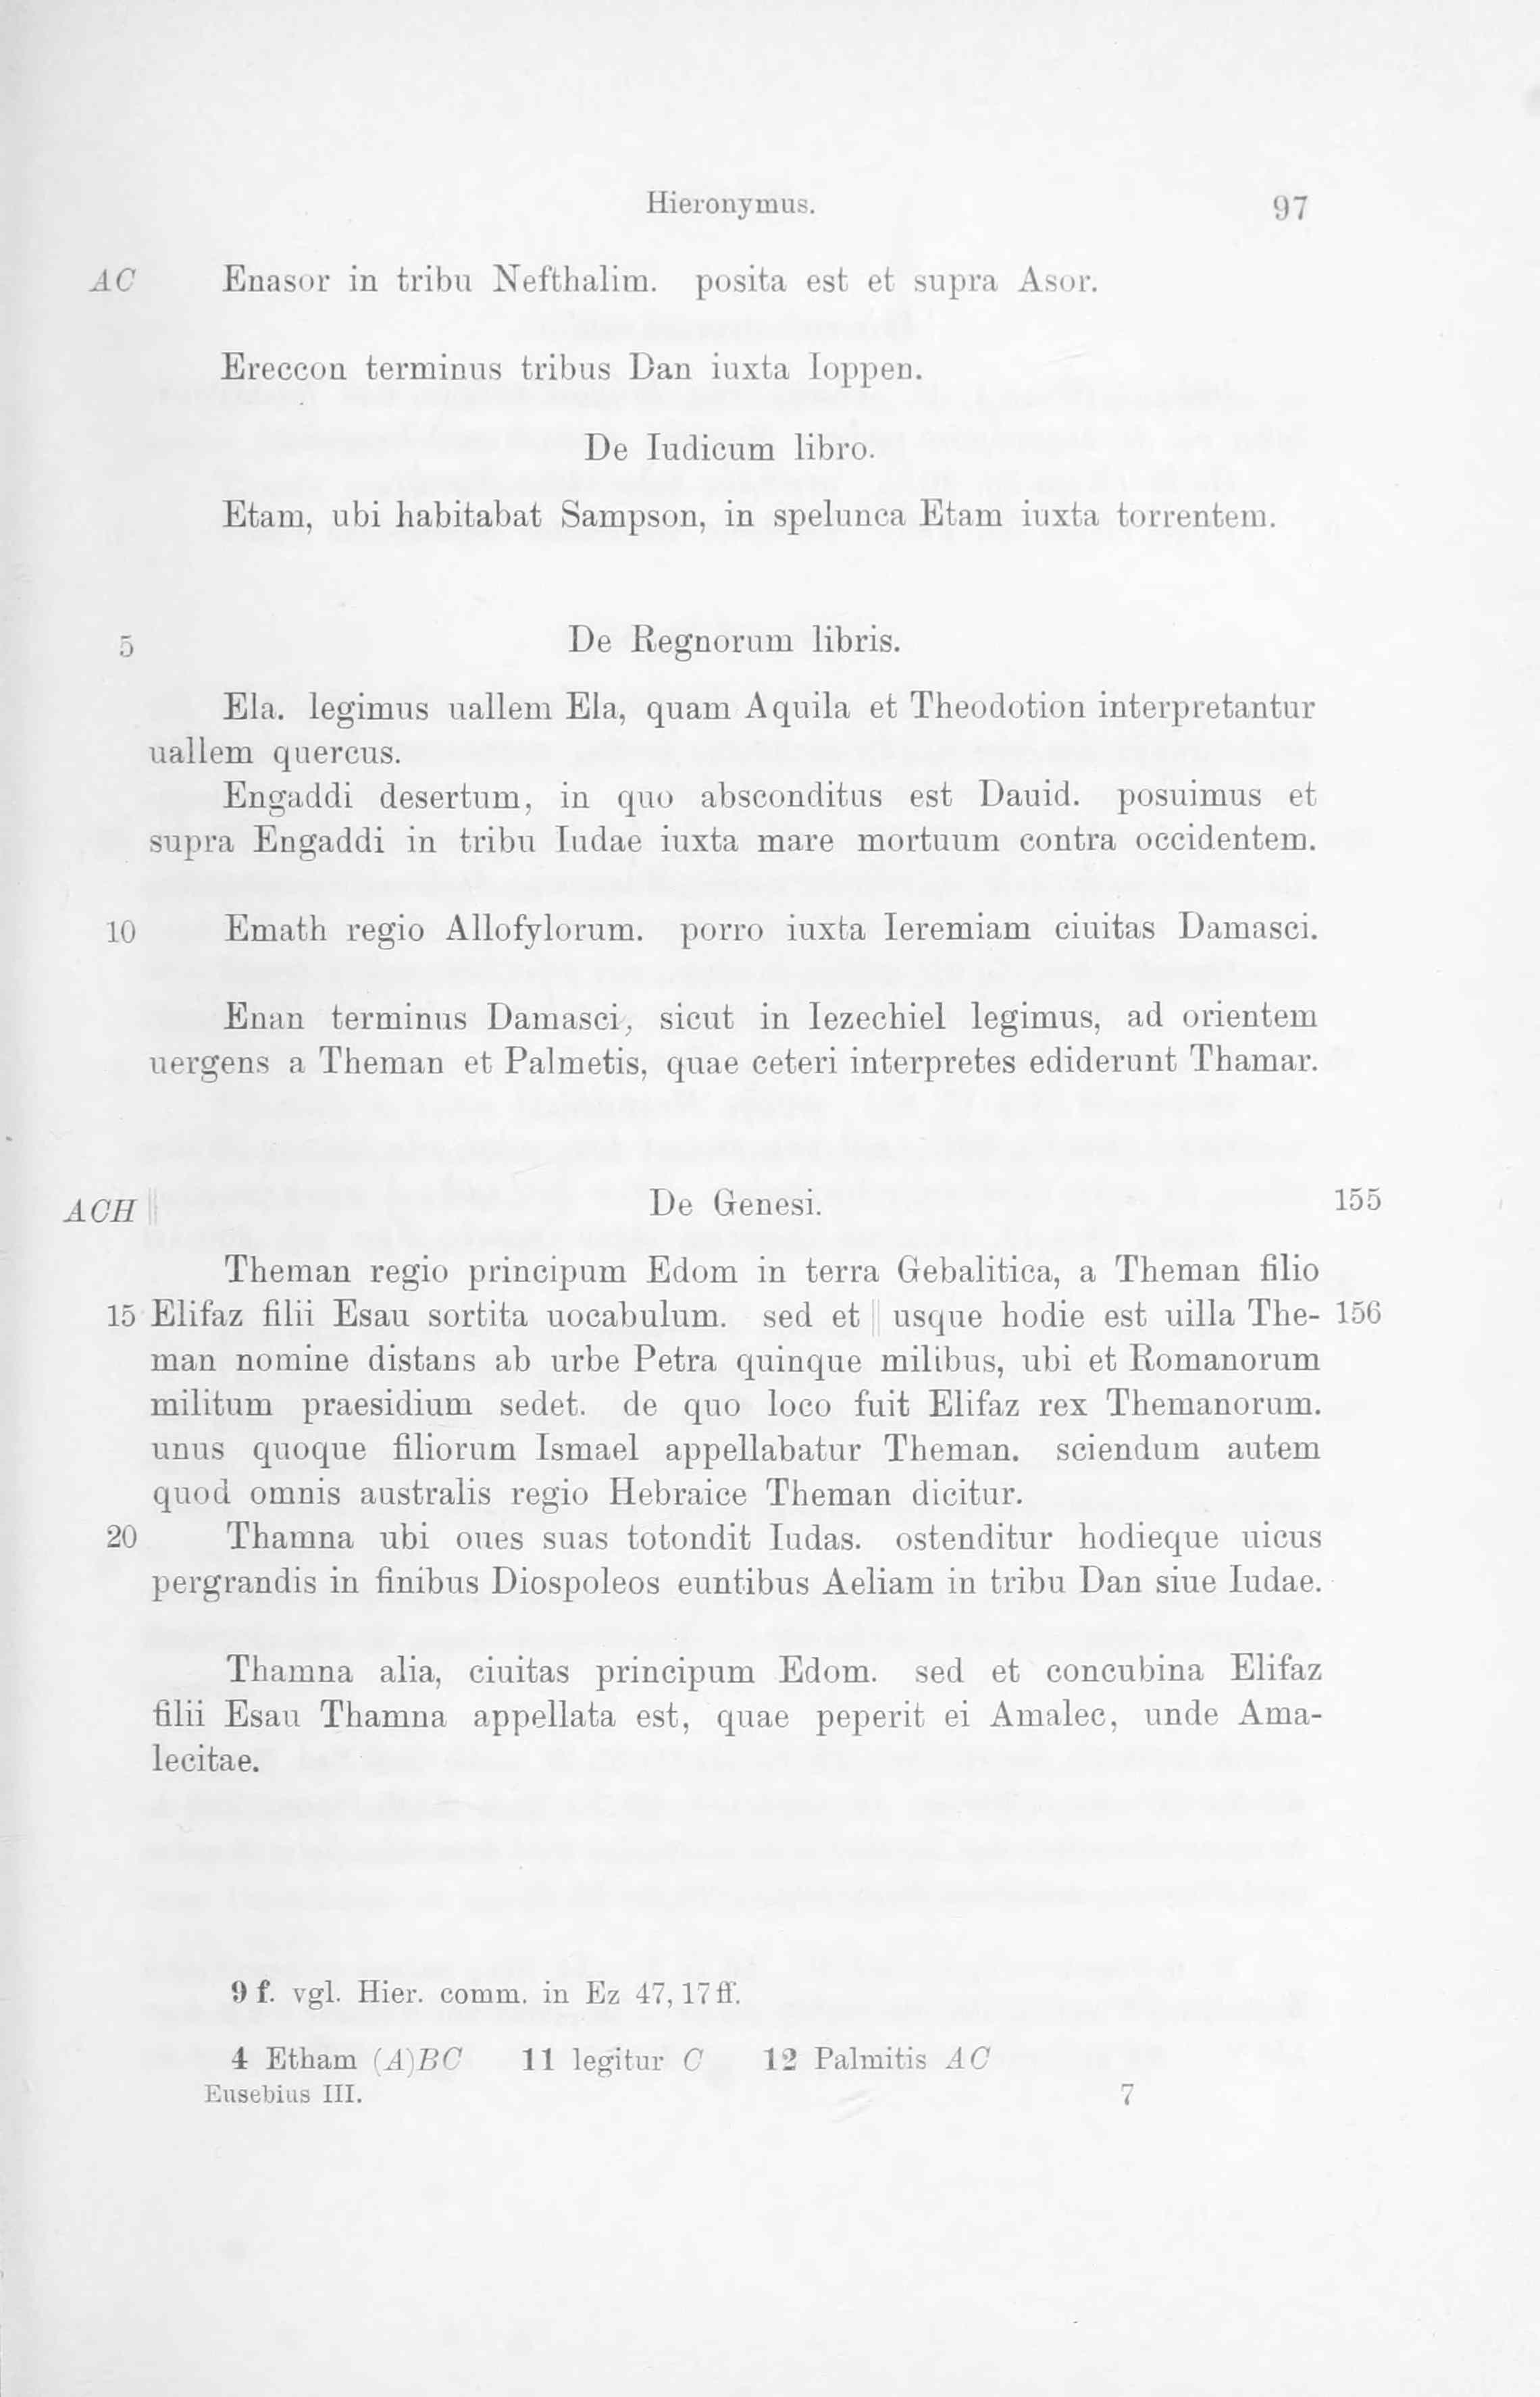 Hieronymus. 97
AC Enasor in tribu Nefthalim. posita est et supra Asor.
Ereccon terminus tribus Dan iuxta Ioppen.
De Iudicum libro.
Etam, ubi habitabat Sampson, in spelunca Etam iuxta torrentem.
5 De Regnorum libris.
Ela. legimus uallem Ela, quam Aquila et Theodotion interpretantur
uallem quercus.
Engaddi desertum, in quo absconditus est Dauid. posuimus et
supra Engaddi in tribu Iudae iuxta mare mortuum contra occidentem.
10 Emath regio Allofylorum. porro iuxta Ieremiam ciuitas Damasci.
Enan terminus Damasci, sicut in Iezechiel legimus, ad orientem
uergens a Theman et Palmetis, quae ceteri interpretes ediderunt Thamar.
ACH || De Genesi. 155
Theman regio principum Edom in terra Gebalitica, a Theman filio
15 Elifaz filii Esau sortita uocabulum. sed et || usque hodie est uilla The- 156
man nomine distans ab urbe Petra quinque milibus, ubi et Romanorum
militum praesidium sedet. de quo loco fuit Elifaz rex Themanorum.
unus quoque filiorum Ismael appellabatur Theman. sciendum autem
quod omnis australis regio Hebraice Theman dicitur.
20 Thamna ubi oues suas totondit Iudas. ostenditur hodieque uicus
pergrandis in finibus Diospoleos euntibus Aeliam in tribu Dan siue Iudae.
Thamna alia, ciuitas principum Edom. sed et concubina Elifaz
filii Esau Thamna appellata est, quae peperit ei Amalec, unde Ama-
lecitae.
9 f. vgl. Hier. comm. in Ez 47, 17 ff.
4 Etham (A)BC 11 legitur C 12 Palmitis AC
Eusebius III. 7